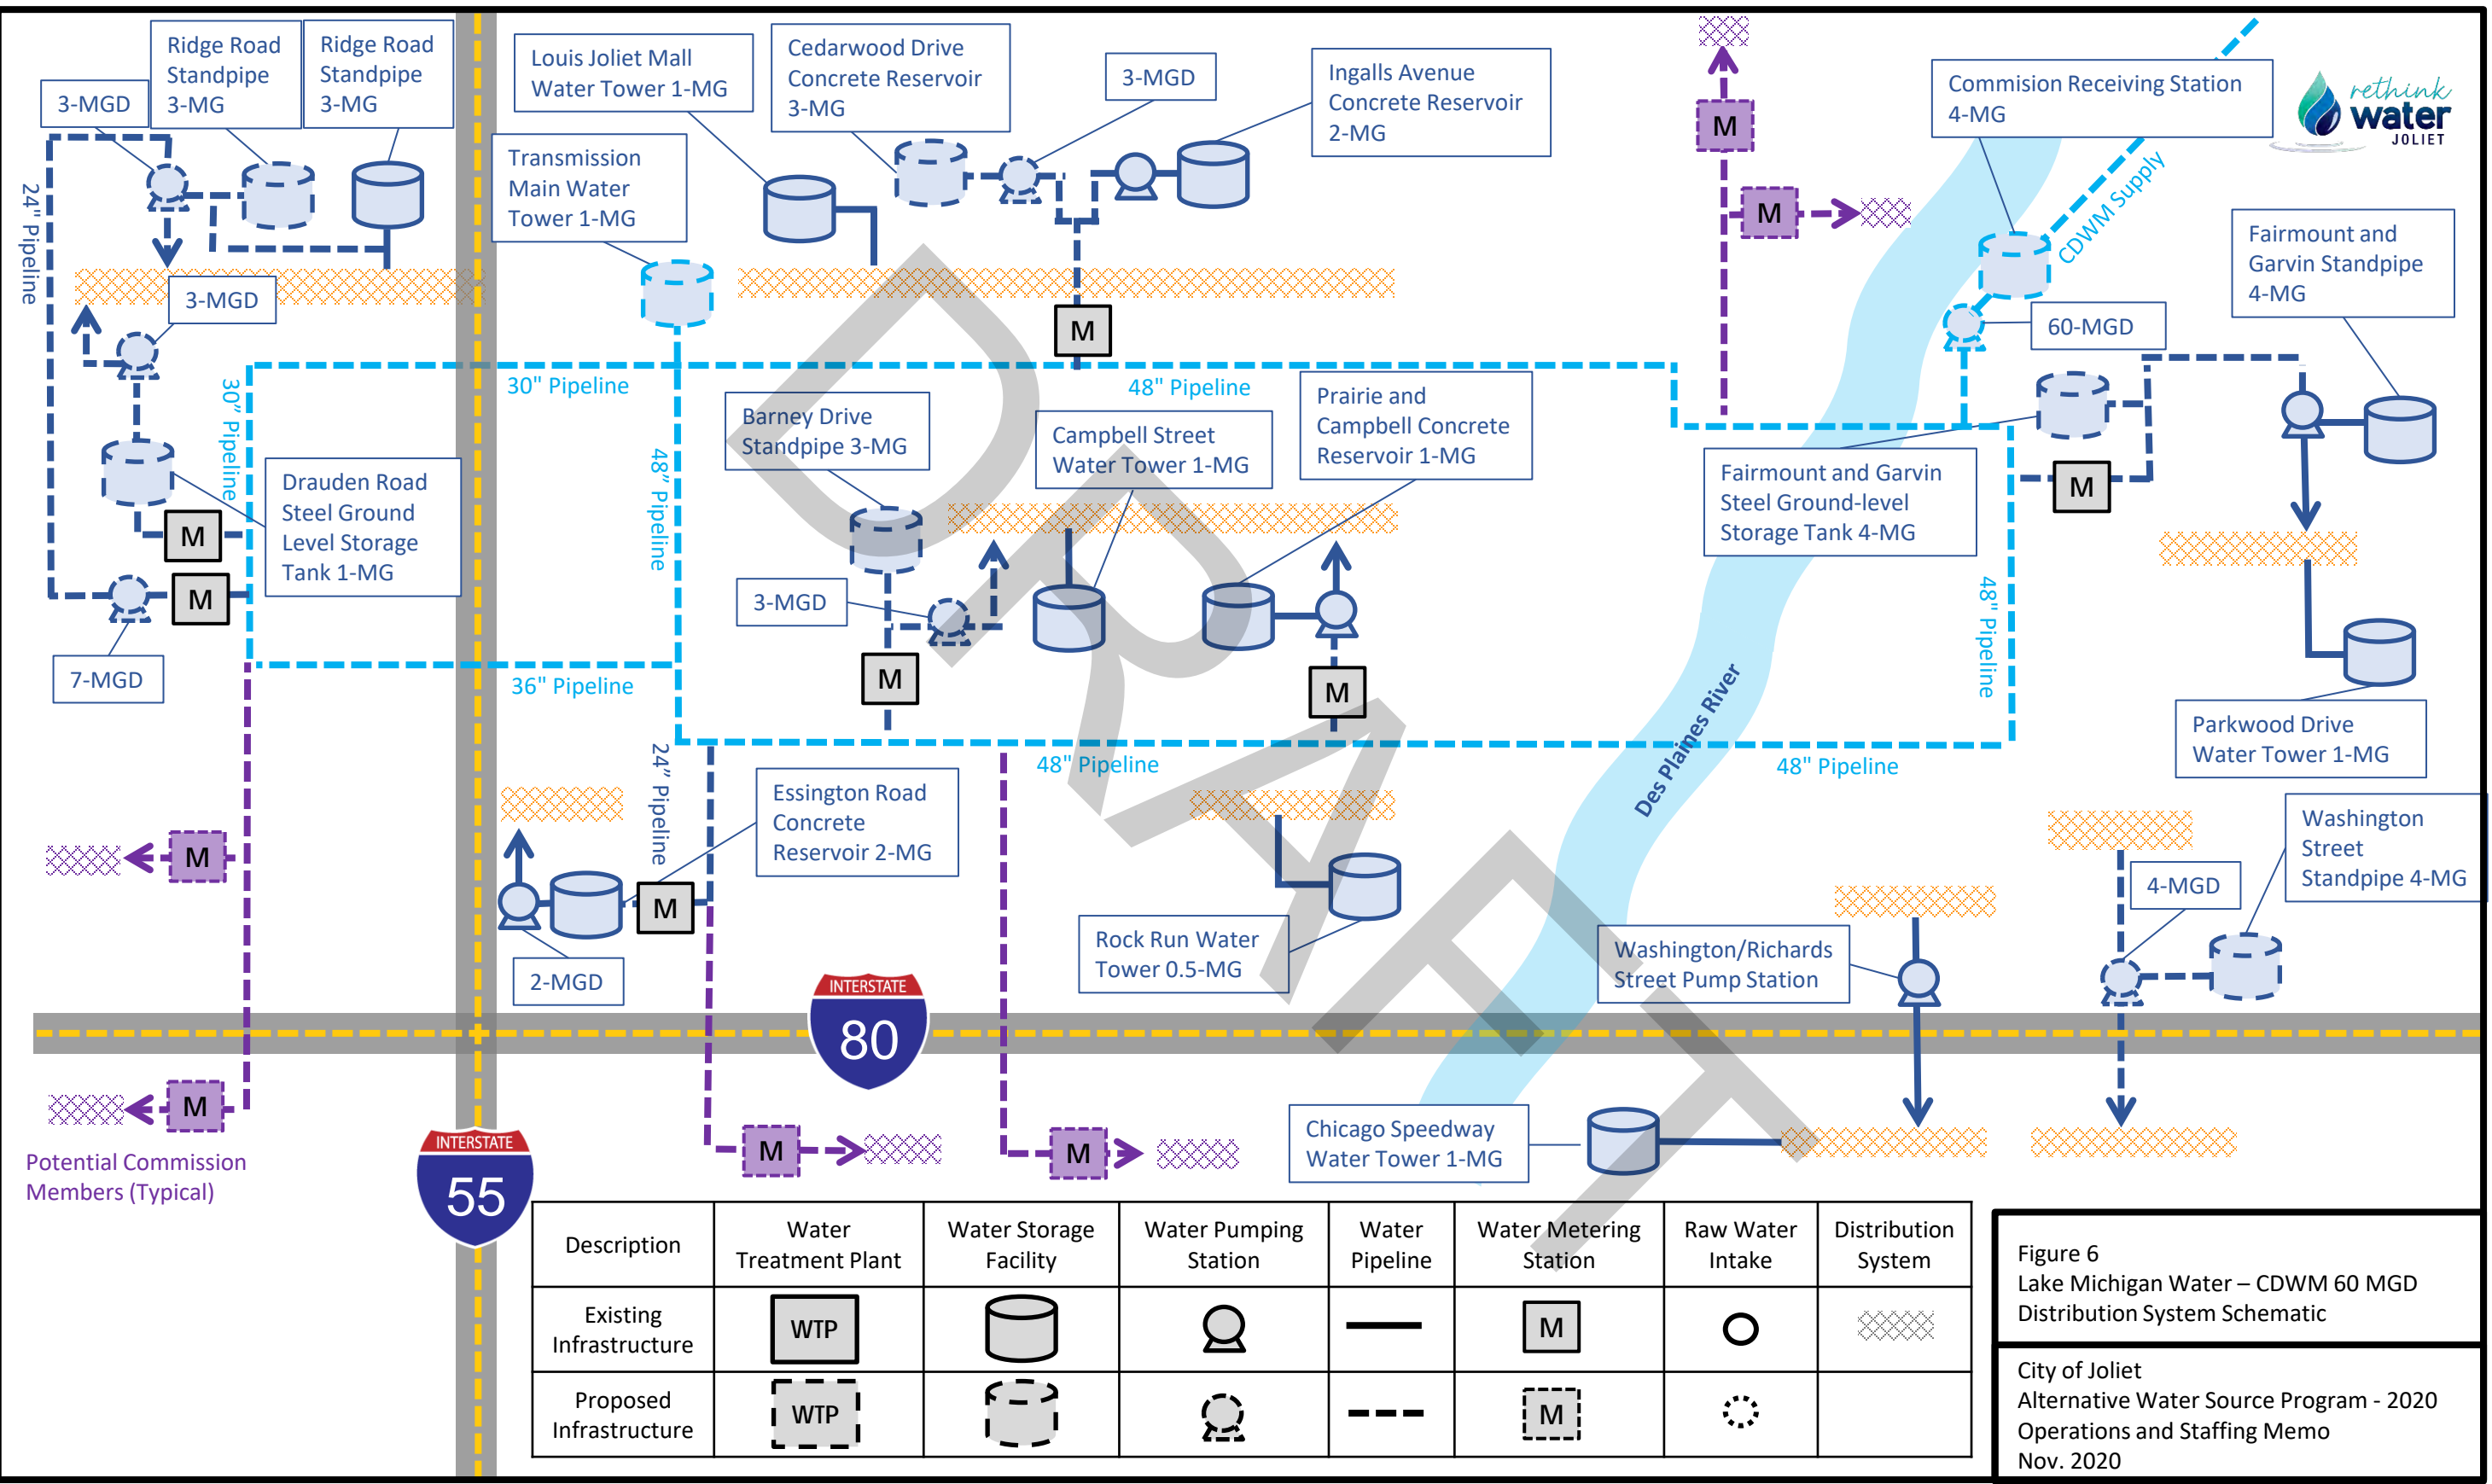 Ridge Road
Standpipe
3-MG
Ridge Road
Standpipe
3-MG
3-MGD
Louis Joliet Mall
Water Tower 1-MG
Cedarwood Drive
Concrete Reservoir
3-MG
3-MGD
Ingalls Avenue
Concrete Reservoir
2-MG
M
Commision Receiving Station
4-MG
rethink
water
JOLIET
Transmission
Main Water
Tower 1-MG
24" Pipeline
M
CDWM Supply
Fairmount and
Garvin Standpipe
4-MG
3-MGD
M
60-MGD
30" Pipeline
30" Pipeline
48" Pipeline
Barney Drive
Standpipe 3-MG
Campbell Street
Water Tower 1-MG
Prairie and
Campbell Concrete
Reservoir 1-MG
48" Pipeline
Drauden Road
Steel Ground
Level Storage
Tank 1-MG
Fairmount and Garvin
Steel Ground-level
Storage Tank 4-MG
M
M
M
3-MGD
48" Pipeline
7-MGD
36" Pipeline
M
M
Des Plaines River
Parkwood Drive
Water Tower 1-MG
24" Pipeline
48" Pipeline
48" Pipeline
Essington Road
Concrete
Reservoir 2-MG
M
M
Washington
Street
Standpipe 4-MG
4-MGD
2-MGD
Rock Run Water
Tower 0.5-MG
Washington/Richards
Street Pump Station
INTERSTATE
80
M
M
M
Chicago Speedway
Water Tower 1-MG
Potential Commission
Members (Typical)
INTERSTATE
55
DRAFT
Description
Water
Treatment Plant
Water Storage
Facility
Water Pumping
Station
Water
Pipeline
Water Metering
Station
Raw Water
Intake
Distribution
System
Existing
Infrastructure
WTP
M
Proposed
Infrastructure
WTP
M
Figure 6
Lake Michigan Water – CDWM 60 MGD
Distribution System Schematic
City of Joliet
Alternative Water Source Program - 2020
Operations and Staffing Memo
Nov. 2020